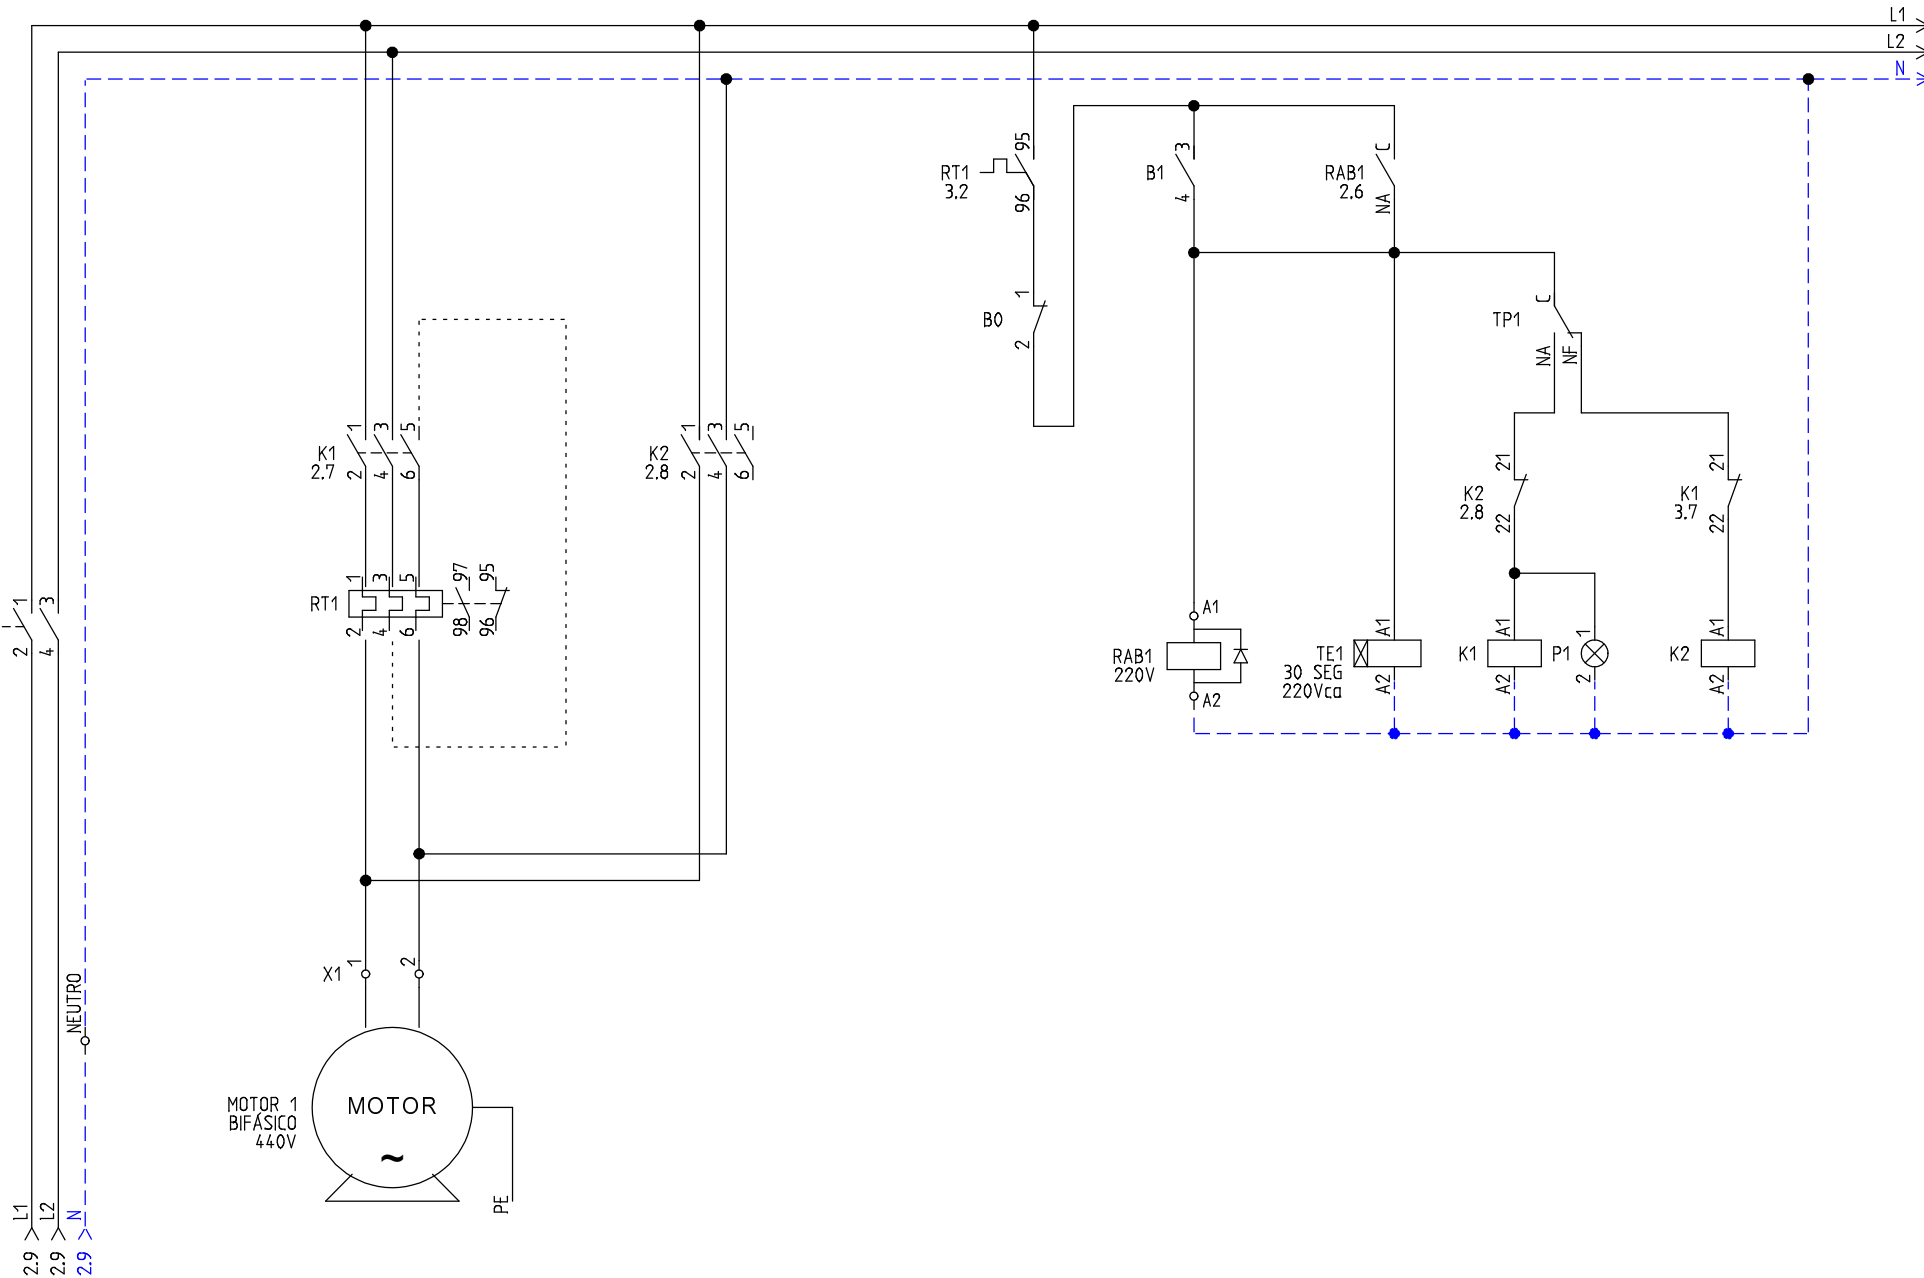 L1
L2
N
RT1
3.2
95
96
B1
3
4
RAB1
2.6
C
NA
B0
1
2
TP1
C
NA
NF
K1
2.7
1
3
5
2
4
6
K2
2.8
1
3
5
2
4
6
K2
2.8
21
22
K1
3.7
21
22
1
3
2
4
RT1
1
3
5
2
4
6
97
95
98
96
RAB1
220V
A1
A2
TE1
30 SEG
220Vca
A1
A2
K1
A1
A2
P1
1
2
K2
A1
A2
NEUTRO
X1
1
2
MOTOR 1
BIFÁSICO
440V
MOTOR
~
PE
L1
L2
N
2.9
2.9
2.9